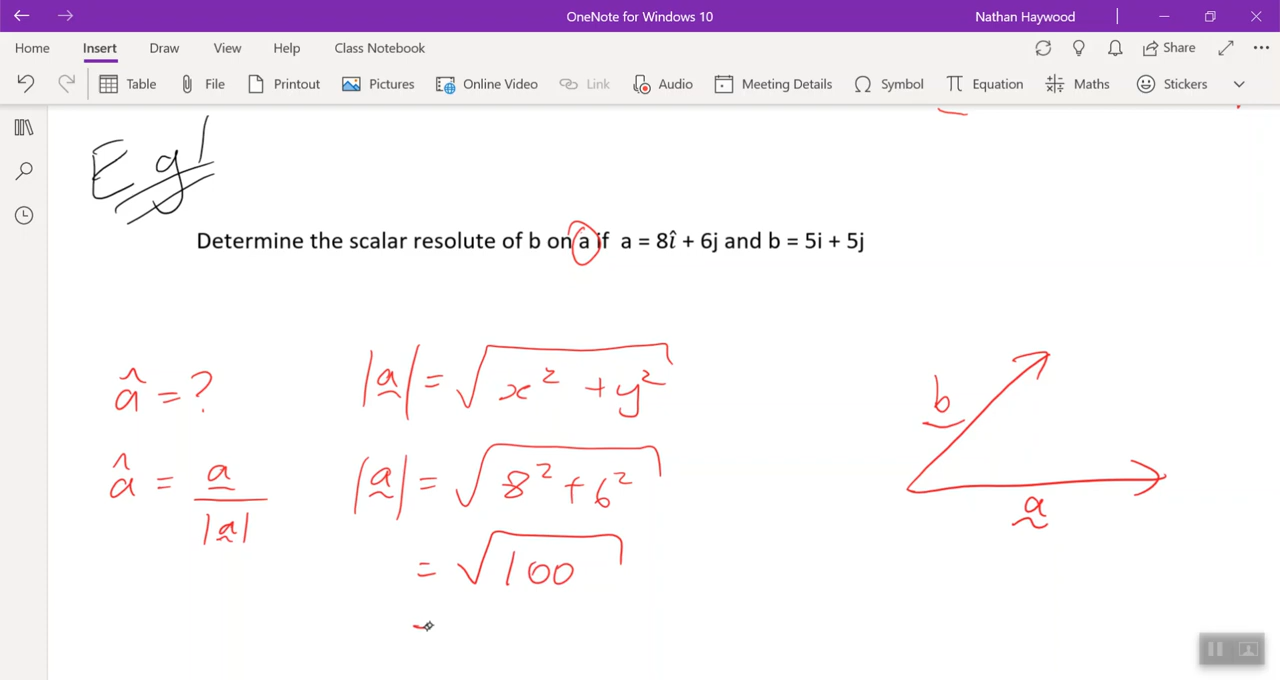 OneNote for Windows 10
Nathan Haywood
Home Insert Draw View Help Class Notebook Share
Table File Printout Pictures Online Video Link Audio Meeting Details Symbol Equation Maths Stickers
Eg1
Determine the scalar resolute of b on a if a = 8î + 6j and b = 5i + 5j
â = ?
|a| = √x² + y²
â = a/|a|
|a| = √8² + 6²
= √100
b
a